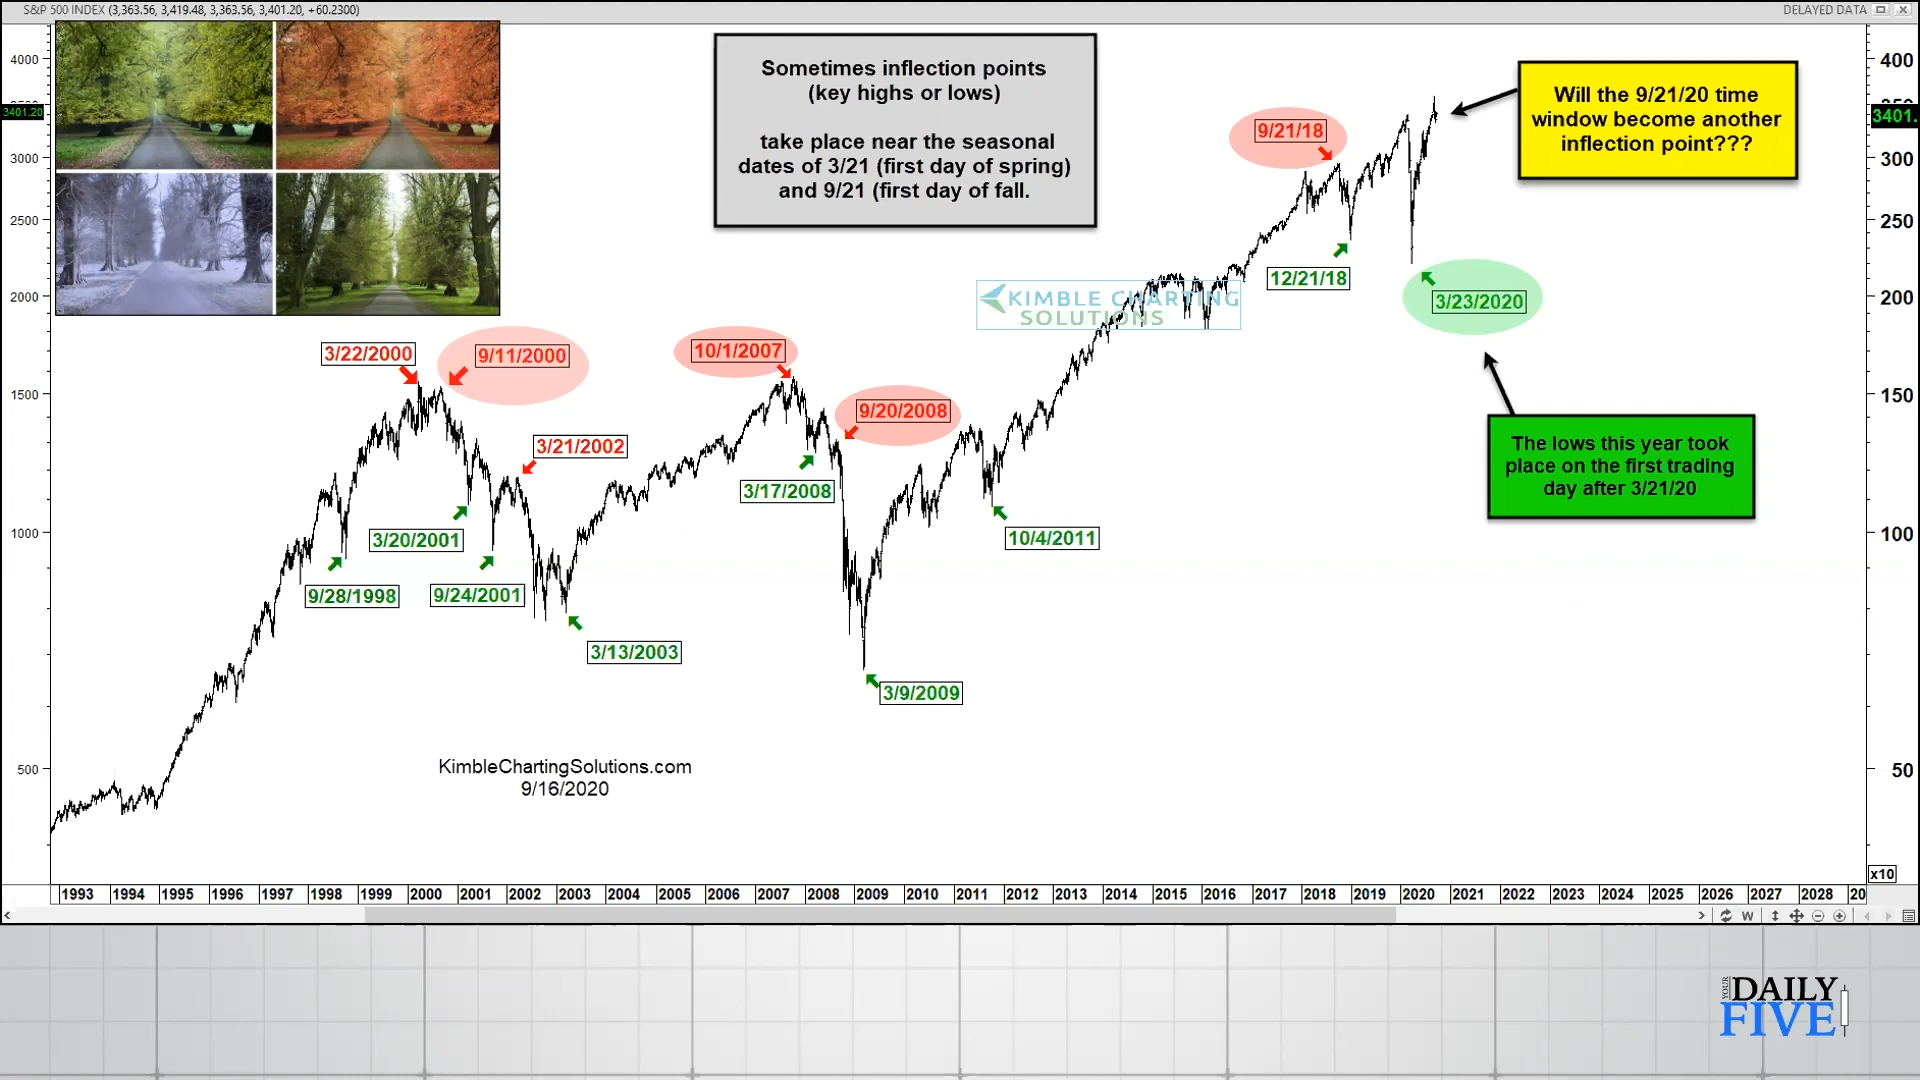 S&P 500 INDEX (3,363.56, 3,419.48, 3,363.56, 3,401.20, +60.2300)
DELAYED DATA
Sometimes inflection points
(key highs or lows)
take place near the seasonal
dates of 3/21 (first day of spring)
and 9/21 (first day of fall.
Will the 9/21/20 time
window become another
inflection point???
4000
3401.20
3000
2500
2000
1500
1000
500
400
3401.
300
250
200
150
100
50
x10
9/21/18
12/21/18
3/23/2020
KIMBLE CHARTING
SOLUTIONS
3/22/2000
9/11/2000
10/1/2007
9/20/2008
3/21/2002
3/17/2008
3/20/2001
10/4/2011
9/28/1998
9/24/2001
3/13/2003
3/9/2009
The lows this year took
place on the first trading
day after 3/21/20
KimbleChartingSolutions.com
9/16/2020
1993 1994 1995 1996 1997 1998 1999 2000 2001 2002 2003 2004 2005 2006 2007 2008 2009 2010 2011 2012 2013 2014 2015 2016 2017 2018 2019 2020 2021 2022 2023 2024 2025 2026 2027 2028 20
W
YOUR
DAILY
FIVE